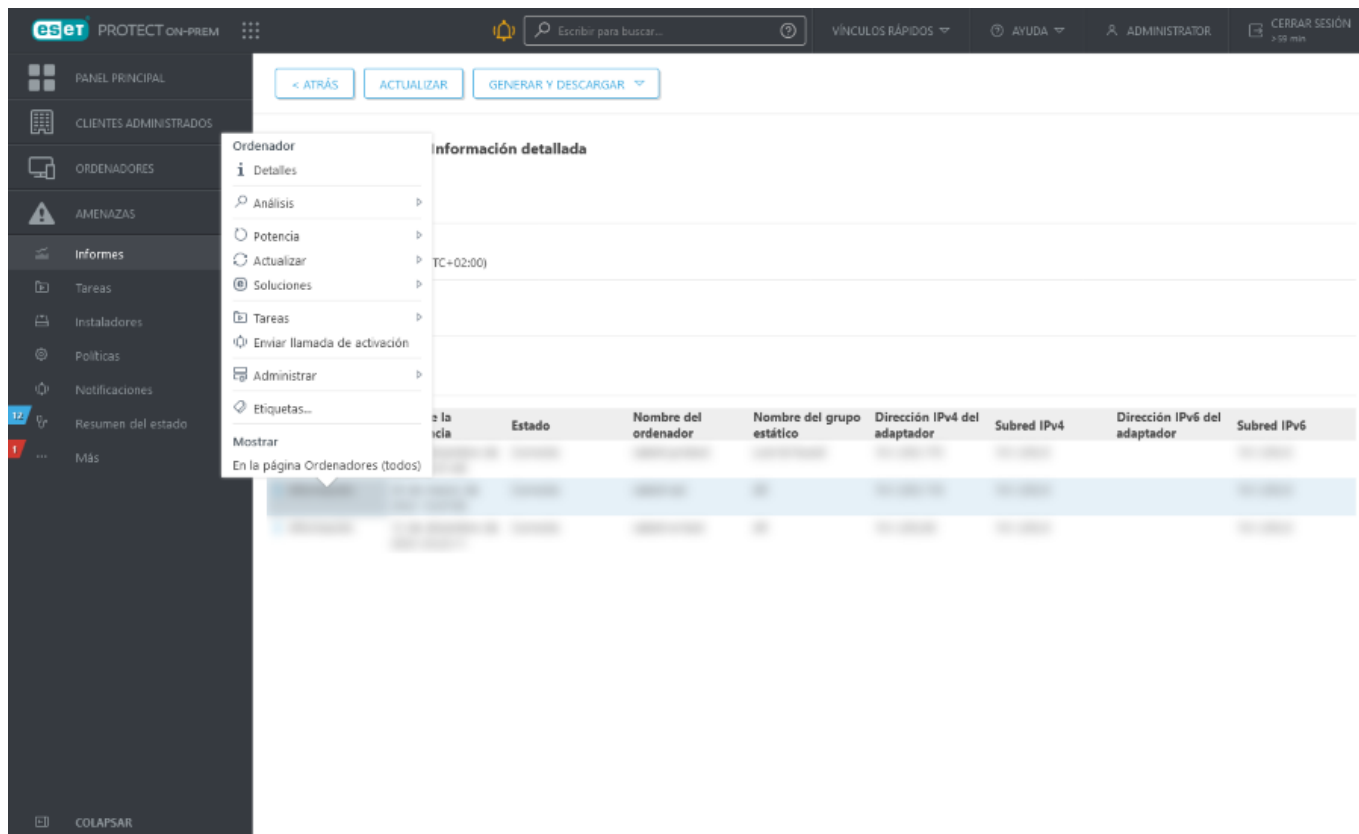 eset PROTECT ON-PREM
Escribir para buscar...
VÍNCULOS RÁPIDOS
AYUDA
ADMINISTRATOR
CERRAR SESIÓN
> 59 min
PANEL PRINCIPAL
CLIENTES ADMINISTRADOS
ORDENADORES
AMENAZAS
Informes
Tareas
Instaladores
Políticas
Notificaciones
12
Resumen del estado
1
Más
COLAPSAR
< ATRÁS
ACTUALIZAR
GENERAR Y DESCARGAR
Información detallada
TC+02:00)
Ordenador
Detalles
Análisis
Potencia
Actualizar
Soluciones
Tareas
Enviar llamada de activación
Administrar
Etiquetas...
Mostrar
En la página Ordenadores (todos)
Estado
Nombre del ordenador
Nombre del grupo estático
Dirección IPv4 del adaptador
Subred IPv4
Dirección IPv6 del adaptador
Subred IPv6